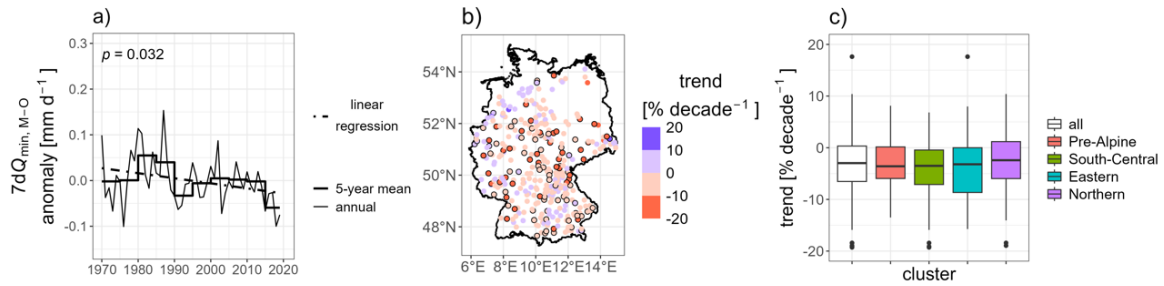 a)
7dQmin, M−O
anomaly [mm d−1]
p = 0.032
0.3
0.2
0.1
0.0
-0.1
1970 1980 1990 2000 2010 2020
linear
regression
5-year mean
annual
b)
54°N
52°N
50°N
48°N
6°E 8°E 10°E 12°E 14°E
trend
[% decade−1]
20
10
0
-10
-20
c)
trend [% decade−1]
20
10
0
-10
-20
cluster
all
Pre-Alpine
South-Central
Eastern
Northern